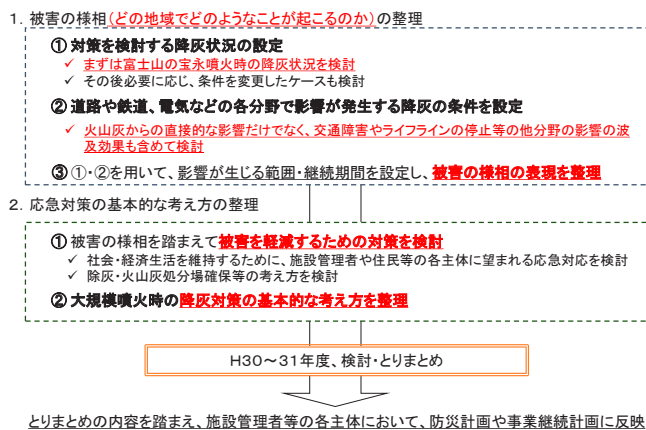 1．被害の様相(どの地域でどのようなことが起こるのか)の整理
① 対策を検討する降灰状況の設定
✓ まずは富士山の宝永噴火時の降灰状況を検討
✓ その後必要に応じ、条件を変更したケースも検討
② 道路や鉄道、電気などの各分野で影響が発生する降灰の条件を設定
✓ 火山灰からの直接的な影響だけでなく、交通障害やライフラインの停止等の他分野の影響の波
及効果も含めて検討
③ ①・②を用いて、影響が生じる範囲・継続期間を設定し、被害の様相の表現を整理
2．応急対策の基本的な考え方の整理
① 被害の様相を踏まえて被害を軽減するための対策を検討
✓ 社会・経済生活を維持するために、施設管理者や住民等の各主体に望まれる応急対応を検討
✓ 除灰・火山灰処分場確保等の考え方を検討
② 大規模噴火時の降灰対策の基本的な考え方を整理
H30～31年度、検討・とりまとめ
とりまとめの内容を踏まえ、施設管理者等の各主体において、防災計画や事業継続計画に反映